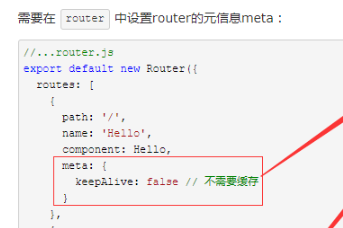 需要在 router 中设置router的元信息meta：
//...router.js
export default new Router({
routes: [
{
path: '/',
name: 'Hello',
component: Hello,
meta: {
keepAlive: false // 不需要缓存
}
},